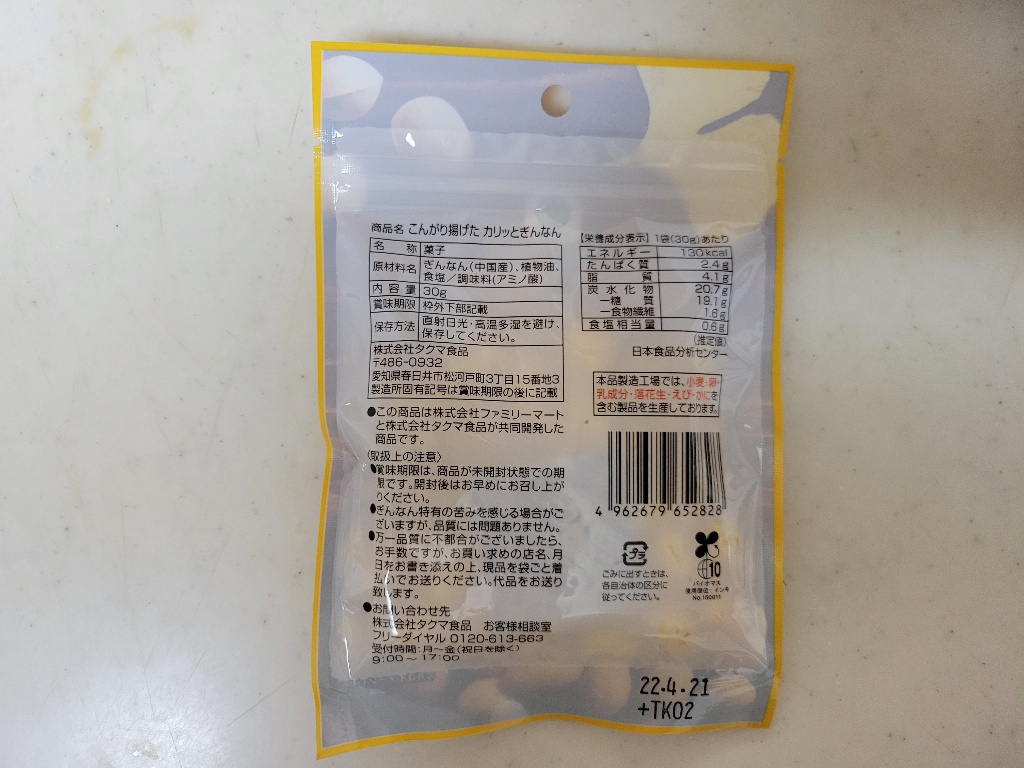 商品名 こんがり揚げた カリッとぎんなん
名 称 菓子
原材料名 ぎんなん(中国産)、植物油、
食塩/調味料(アミノ酸)
内容量 30g
賞味期限 枠外下部記載
保存方法 直射日光・高温多湿を避け、
保存してください。
株式会社タクマ食品
〒486-0932
愛知県春日井市松河戸町3丁目15番地3
製造所固有記号は賞味期限の後に記載
●この商品は株式会社ファミリーマート
と株式会社タクマ食品が共同開発した
商品です。
〈取扱上の注意〉
●賞味期限は、商品が未開封状態での期
限です。開封後はお早めにお召し上が
りください。
●ぎんなん特有の苦みを感じる場合がご
ざいますが、品質には問題ありません。
●万一品質に不都合がございましたら、
お手数ですが、お買い求めの店名、月
日をお書き添えの上、現品を袋ごと着
払いでお送りください。代品をお送り
致します。
●お問い合わせ先
株式会社タクマ食品 お客様相談室
フリーダイヤル 0120-613-663
受付時間:月~金(祝日を除く)
9:00~17:00
【栄養成分表示】1袋(30g)あたり
エネルギー 130kcal
たんぱく質 2.4g
脂質 4.1g
炭水化物 20.7g
-糖質 19.1g
-食物繊維 1.6g
食塩相当量 0.6g
(推定値)
日本食品分析センター
本品製造工場では、小麦・卵・
乳成分・落花生・えび・かにを
含む製品を生産しております。
4 962679 652828
プラ
ごみに出すときは、
各自治体の区分に
従ってください。
10
バイオマス
使用部位:インキ
22.4.21
+TK02